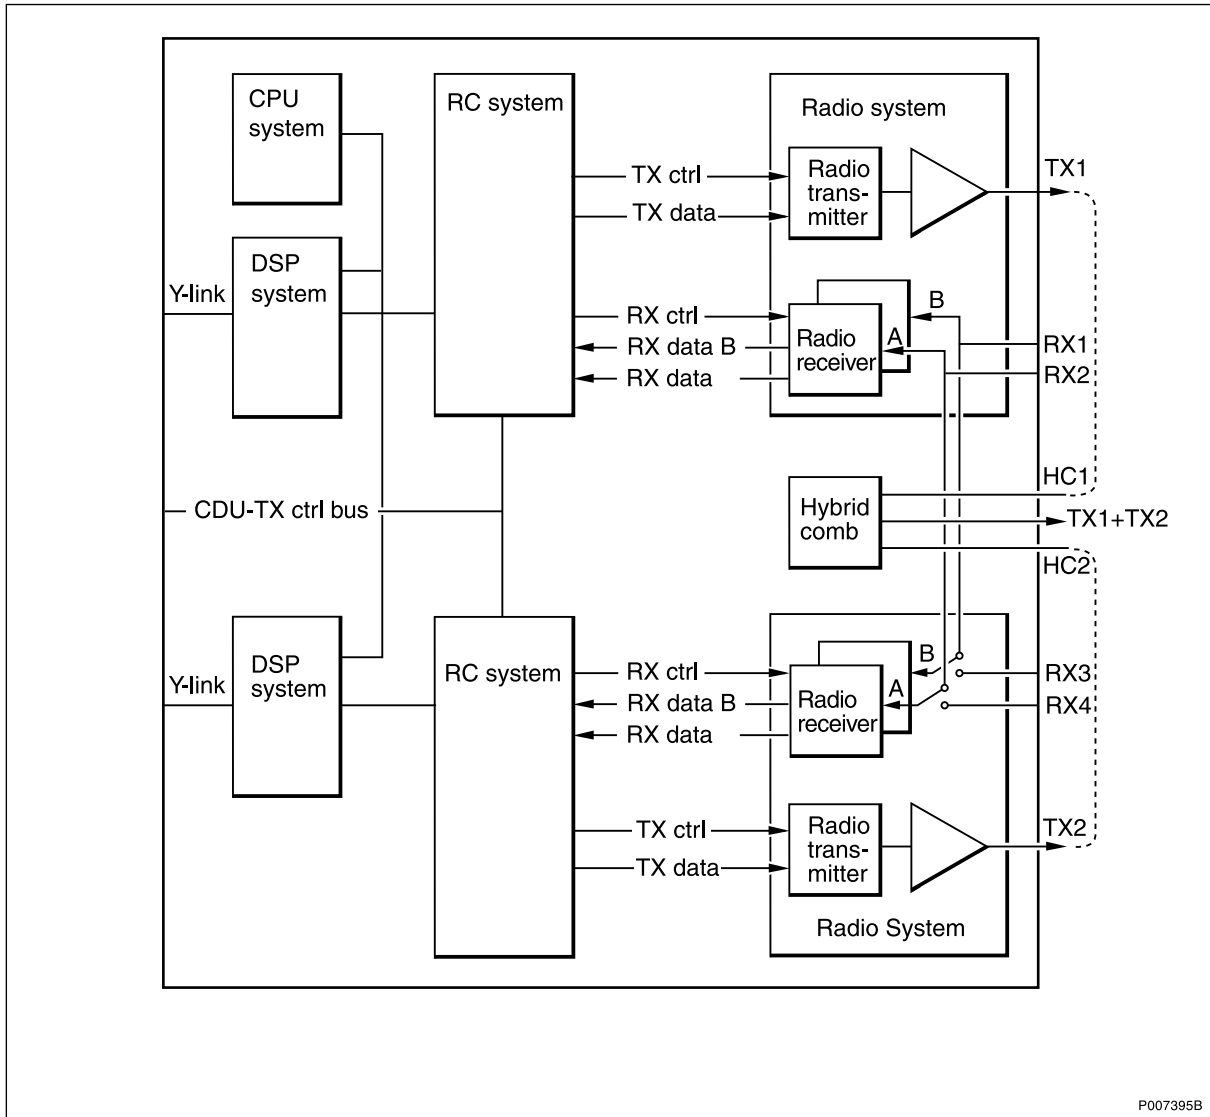 CPU
system
RC system
Radio system
TX ctrl
TX data
Radio
trans-
mitter
TX1
DSP
system
Y-link
RX ctrl
RX data B
RX data
Radio
receiver
B
A
RX1
RX2
CDU-TX ctrl bus
Hybrid
comb
HC1
TX1+TX2
HC2
DSP
system
Y-link
RC system
RX ctrl
RX data B
RX data
Radio
receiver
B
A
RX3
RX4
TX ctrl
TX data
Radio
trans-
mitter
TX2
Radio System
P007395B